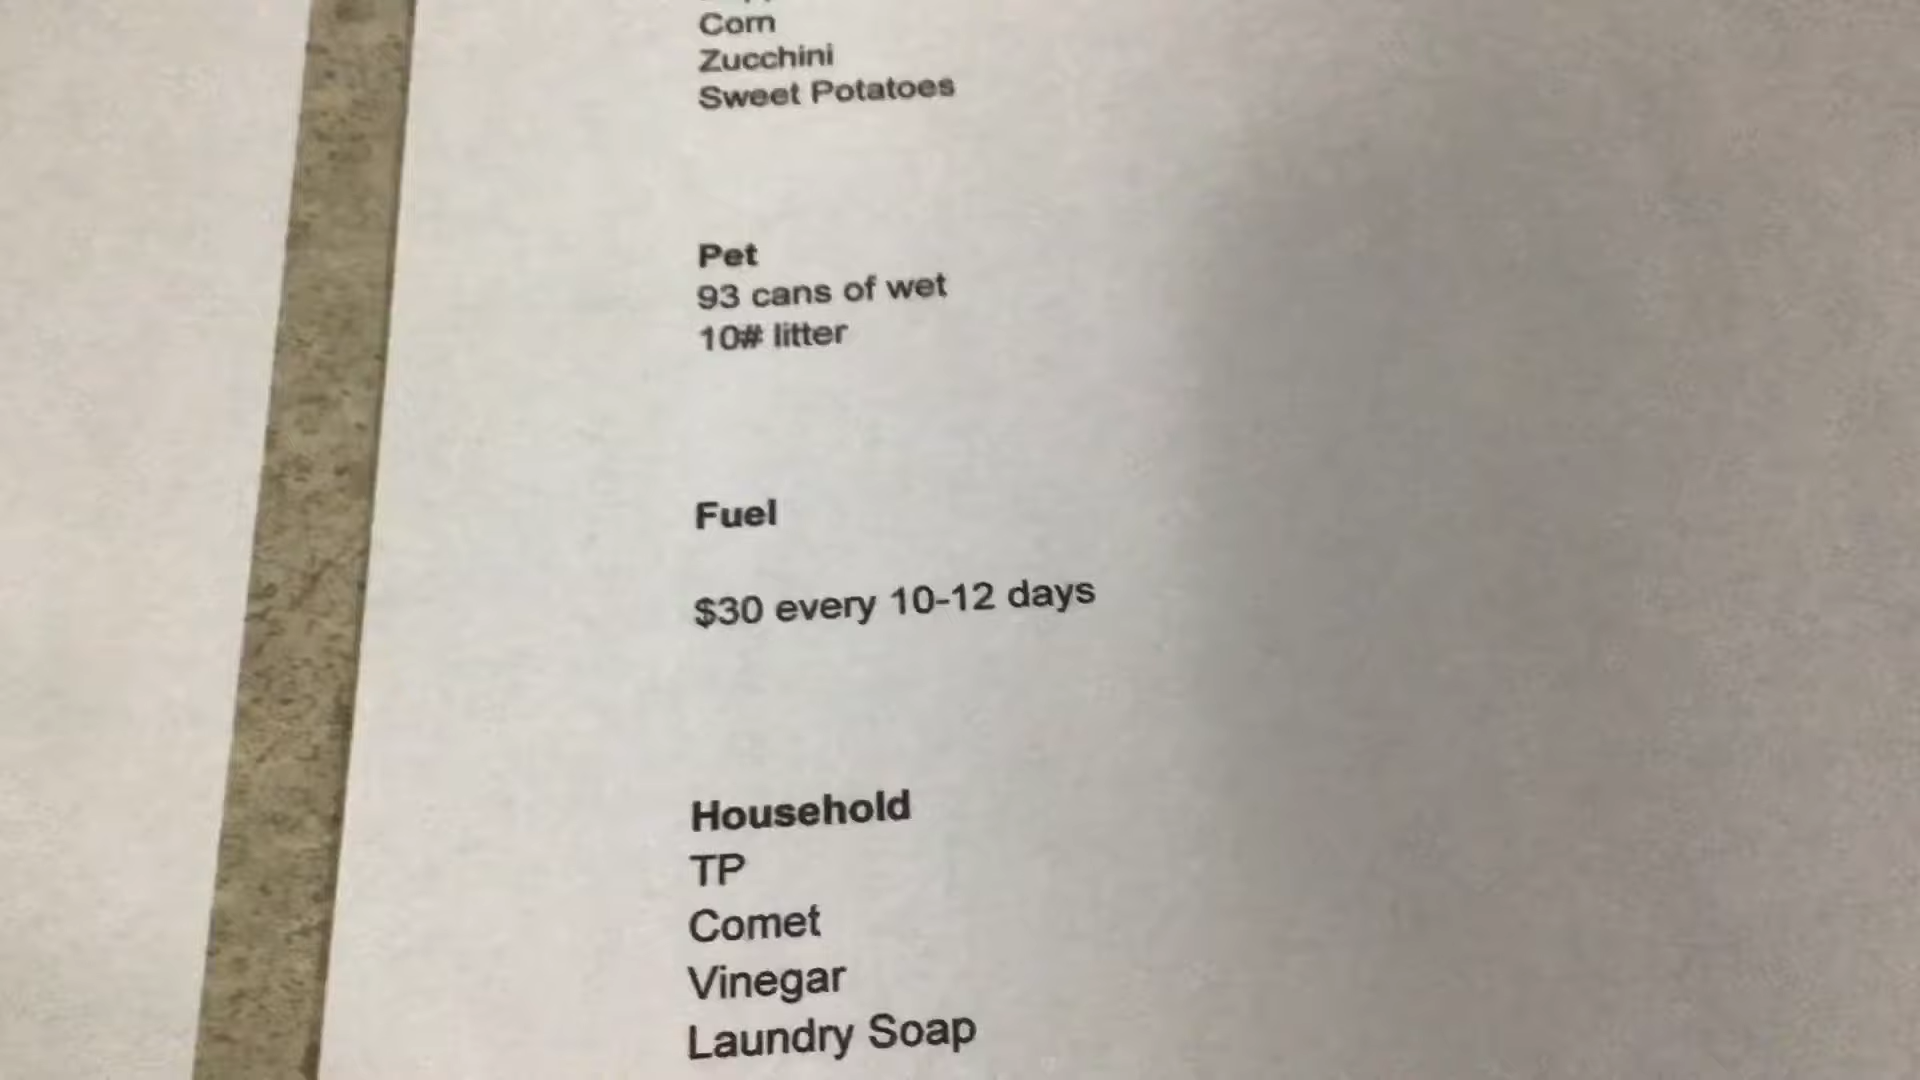 Corn
Zucchini
Sweet Potatoes
Pet
93 cans of wet
10# litter
Fuel
$30 every 10-12 days
Household
TP
Comet
Vinegar
Laundry Soap